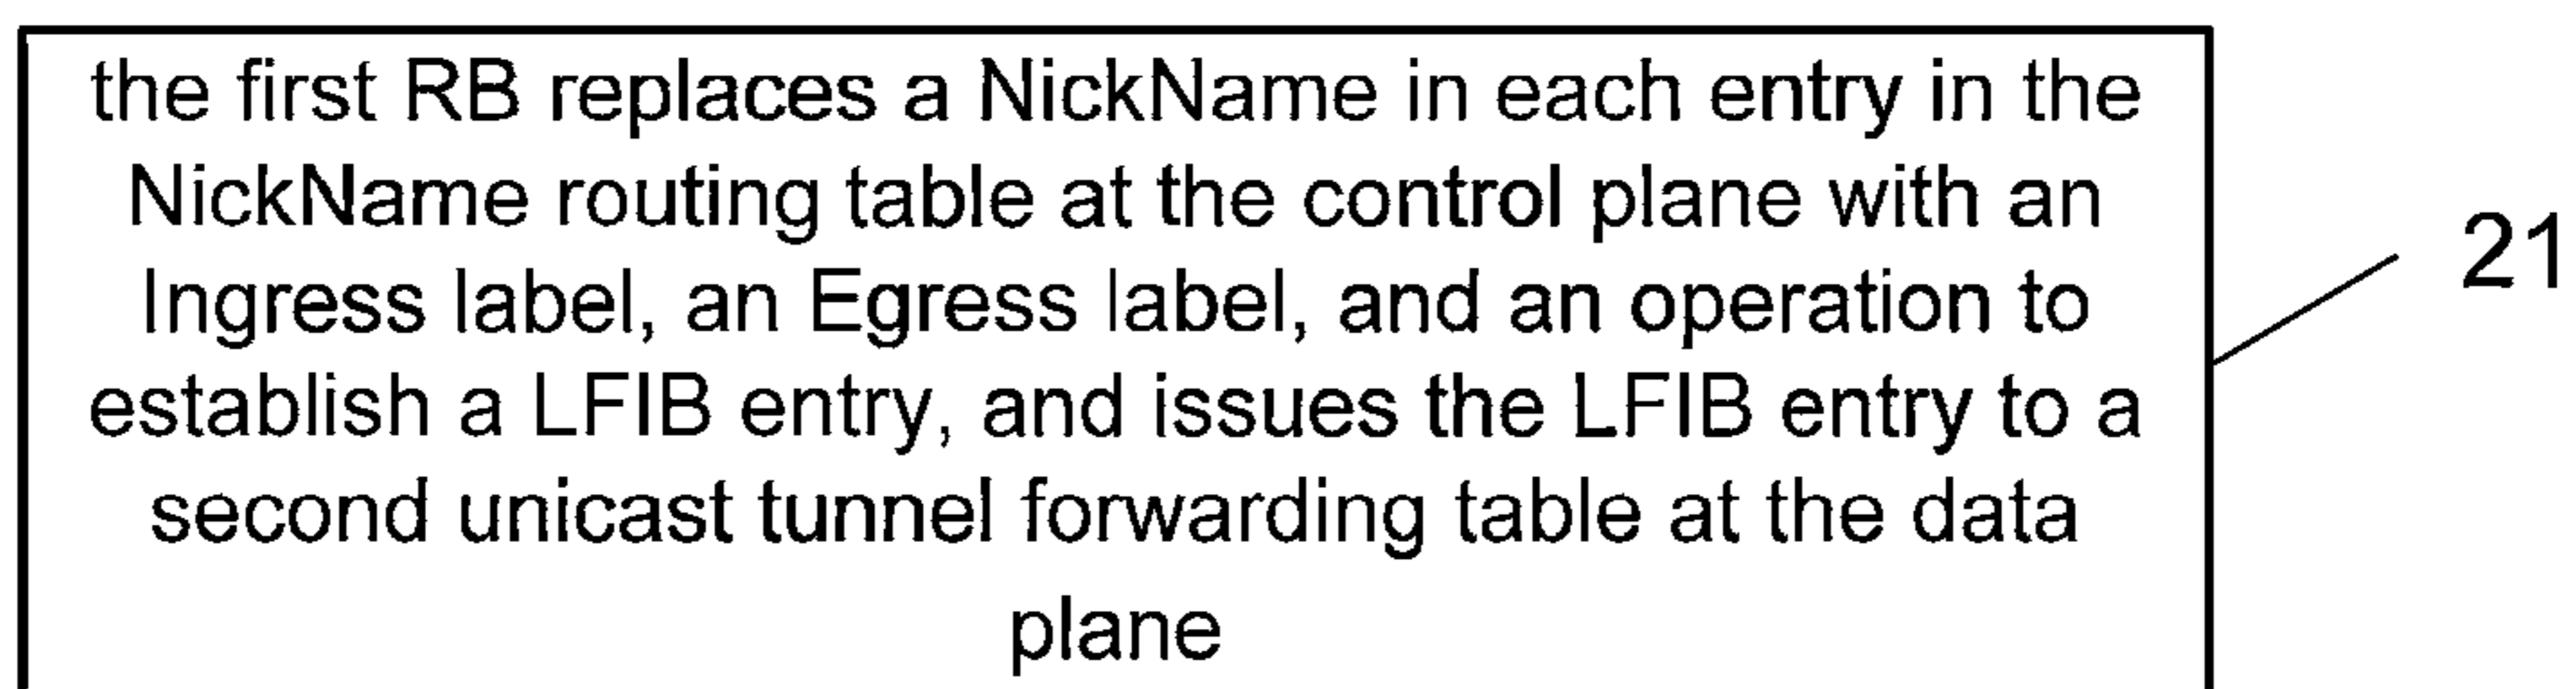 the first RB replaces a NickName in each entry in the
NickName routing table at the control plane with an
Ingress label, an Egress label, and an operation to
establish a LFIB entry, and issues the LFIB entry to a
second unicast tunnel forwarding table at the data
plane
21